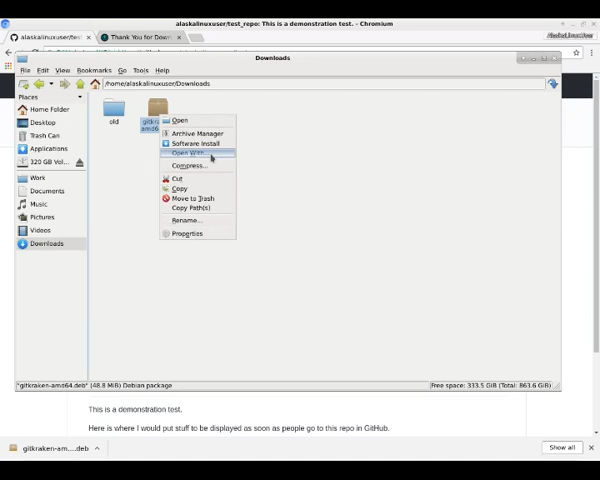 alaskalinuxuser/test_repo: This is a demonstration test. - Chromium
alaskalinuxuser/test
Thank You for Down
AlaskaLinuxUser
Downloads
File Edit View Bookmarks Go Tools Help
/home/alaskalinuxuser/Downloads
Places
Home Folder
Desktop
Trash Can
Applications
320 GB Vol...
Work
Documents
Music
Pictures
Videos
Downloads
old
gitkr
amd6
Open
Archive Manager
Software Install
Open With...
Compress...
Cut
Copy
Move to Trash
Copy Path(s)
Rename...
Properties
"gitkraken-amd64.deb" (48.8 MiB) Debian package
Free space: 333.5 GiB (Total: 863.6 GiB)
This is a demonstration test.
Here is where I would put stuff to be displayed as soon as people go to this repo in GitHub.
gitkraken-am....deb
Show all